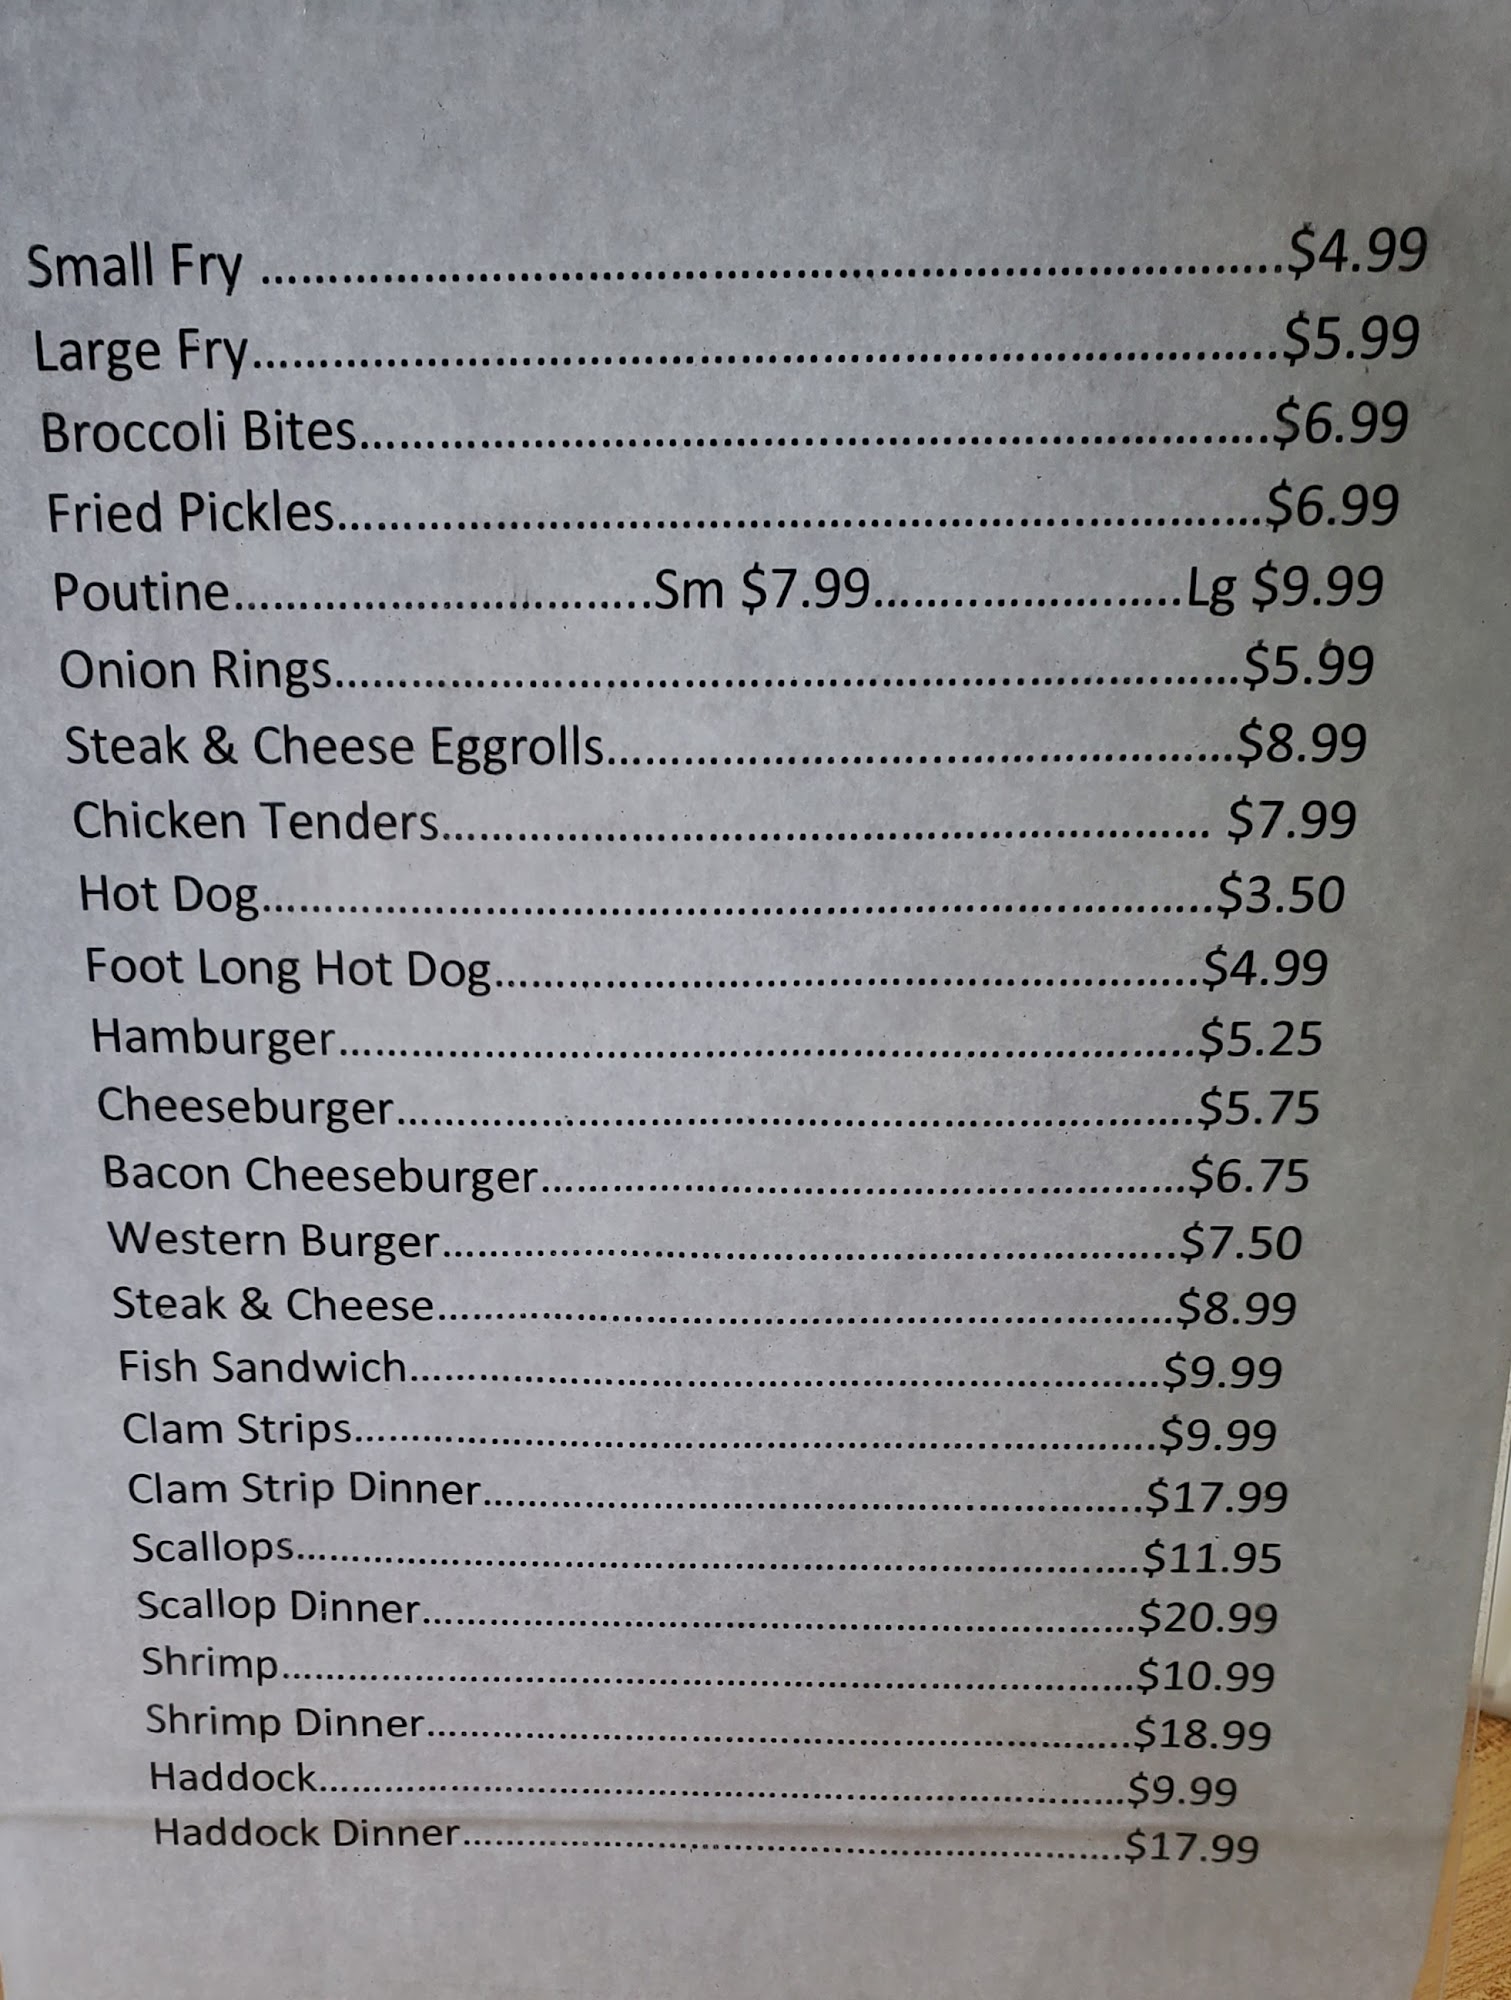 Small Fry ........................................................................$4.99
Large Fry........................................................................$5.99
Broccoli Bites................................................................$6.99
Fried Pickles.................................................................$6.99
Poutine..............................Sm $7.99......................Lg $9.99
Onion Rings................................................................$5.99
Steak & Cheese Eggrolls.............................................$8.99
Chicken Tenders....................................................... $7.99
Hot Dog......................................................................$3.50
Foot Long Hot Dog....................................................$4.99
Hamburger................................................................$5.25
Cheeseburger............................................................$5.75
Bacon Cheeseburger.................................................$6.75
Western Burger.........................................................$7.50
Steak & Cheese..........................................................$8.99
Fish Sandwich............................................................$9.99
Clam Strips.................................................................$9.99
Clam Strip Dinner.....................................................$17.99
Scallops....................................................................$11.95
Scallop Dinner..........................................................$20.99
Shrimp......................................................................$10.99
Shrimp Dinner..........................................................$18.99
Haddock....................................................................$9.99
Haddock Dinner.......................................................$17.99